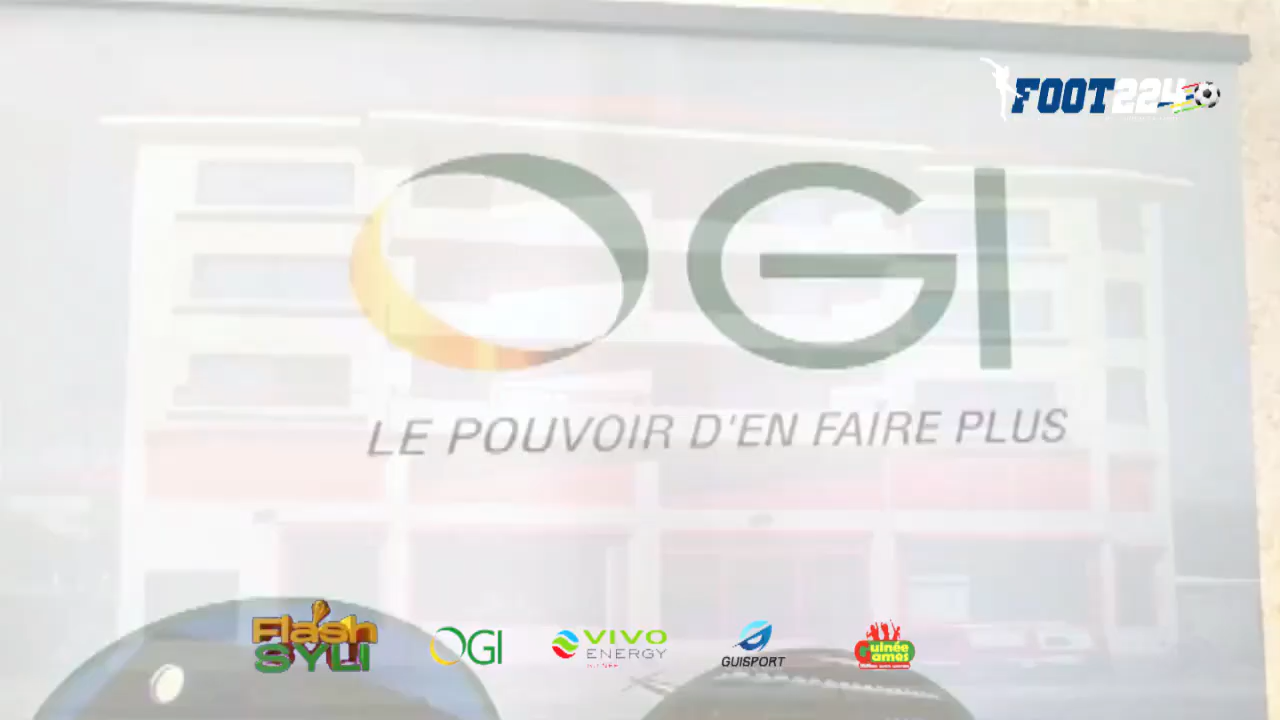 FOOT224
OGI
LE POUVOIR D'EN FAIRE PLUS
Flash
SYLI
OGI
VIVO
ENERGY
GUISPORT
Guinée
Games